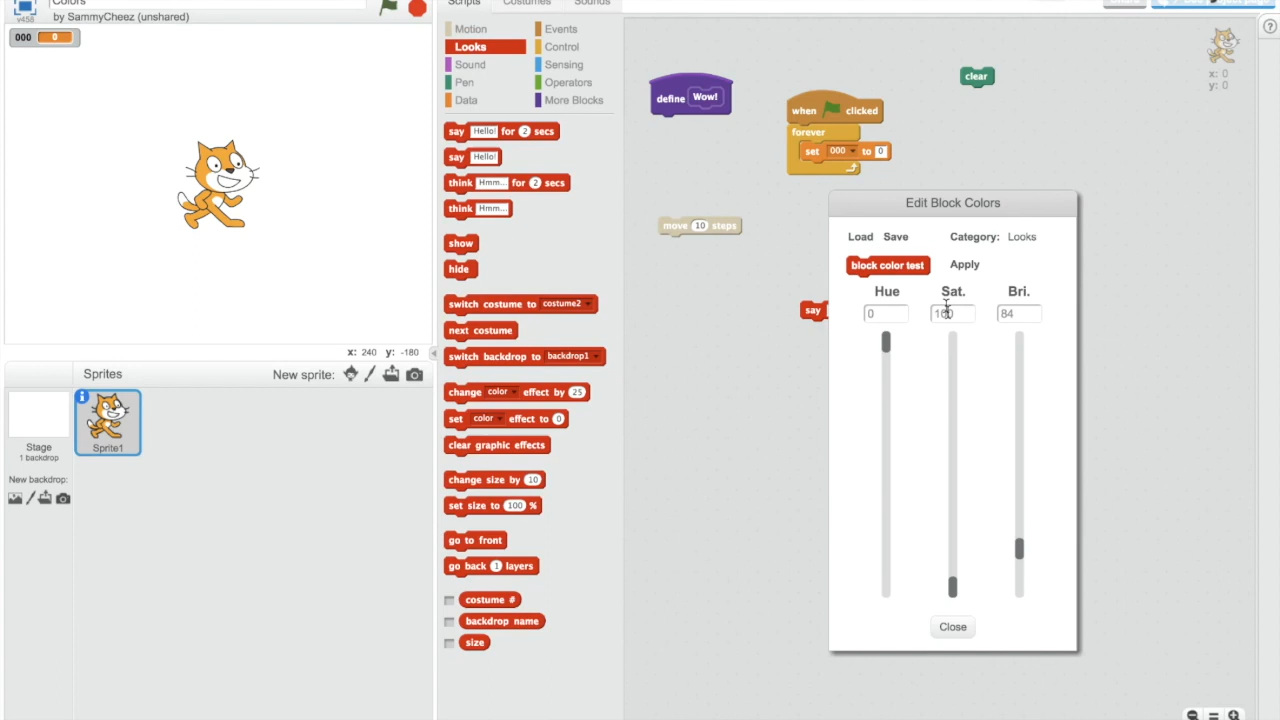 Colors
v458
by SammyCheez (unshared)
000 0
x: 240 y: -180
Sprites
New sprite:
Stage
1 backdrop
Sprite1
New backdrop:
Scripts
Costumes
Sounds
Motion
Events
Looks
Control
Sound
Sensing
Pen
Operators
Data
More Blocks
say Hello! for 2 secs
say Hello!
think Hmm... for 2 secs
think Hmm...
show
hide
switch costume to costume2
next costume
switch backdrop to backdrop1
change color effect by 25
set color effect to 0
clear graphic effects
change size by 10
set size to 100 %
go to front
go back 1 layers
costume #
backdrop name
size
define Wow!
when clicked
forever
set 000 to 0
clear
x: 0
y: 0
move 10 steps
say
Edit Block Colors
Load Save Category: Looks
block color test Apply
Hue Sat. Bri.
0 100 84
Close